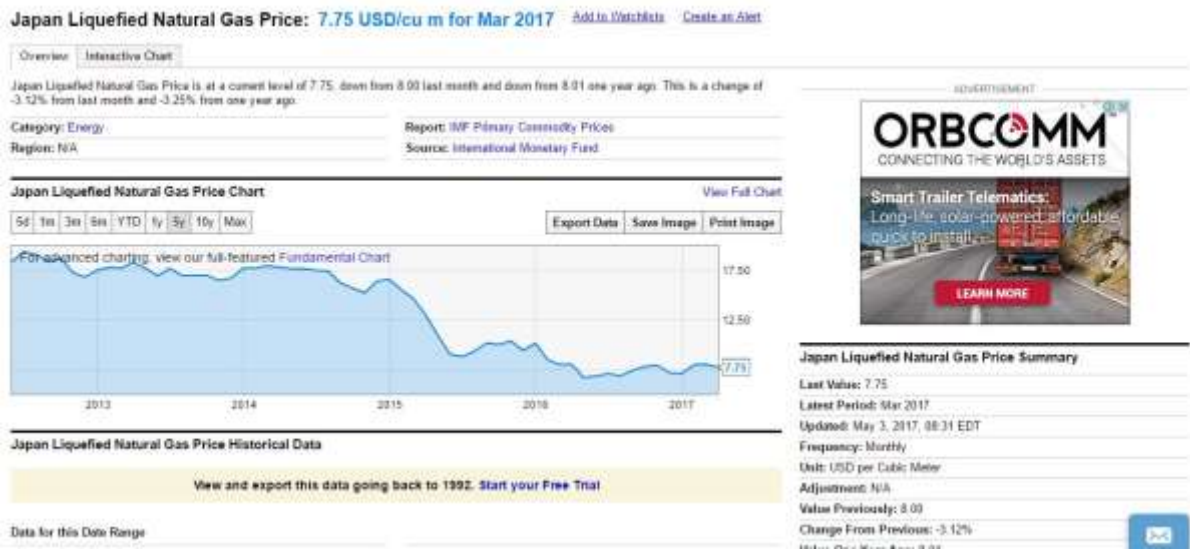 Japan Liquefied Natural Gas Price: 7.75 USD/cu m for Mar 2017 Add to Watchlists Create an Alert
Overview Interactive Chart
Japan Liquefied Natural Gas Price is at a current level of 7.75, down from 8.00 last month and down from 8.01 one year ago. This is a change of
-3.12% from last month and -3.25% from one year ago.
Category: Energy
Region: N/A
Report: IMF Primary Commodity Prices
Source: International Monetary Fund
Japan Liquefied Natural Gas Price Chart View Full Chart
5d 1m 3m 6m YTD 1y 5y 10y Max Export Data Save Image Print Image
For advanced charting, view our full-featured Fundamental Chart
17.50
12.50
7.75
2013 2014 2015 2016 2017
Japan Liquefied Natural Gas Price Historical Data
View and export this data going back to 1992. Start your Free Trial
Data for this Date Range
ADVERTISEMENT
ORBCOMM
CONNECTING THE WORLD'S ASSETS
Smart Trailer Telematics:
Long-life, solar-powered, affordable,
quick to install
LEARN MORE
Japan Liquefied Natural Gas Price Summary
Last Value: 7.75
Latest Period: Mar 2017
Updated: May 3, 2017, 08:31 EDT
Frequency: Monthly
Unit: USD per Cubic Meter
Adjustment: N/A
Value Previously: 8.00
Change From Previous: -3.12%
Value One Year Ago: 8.01